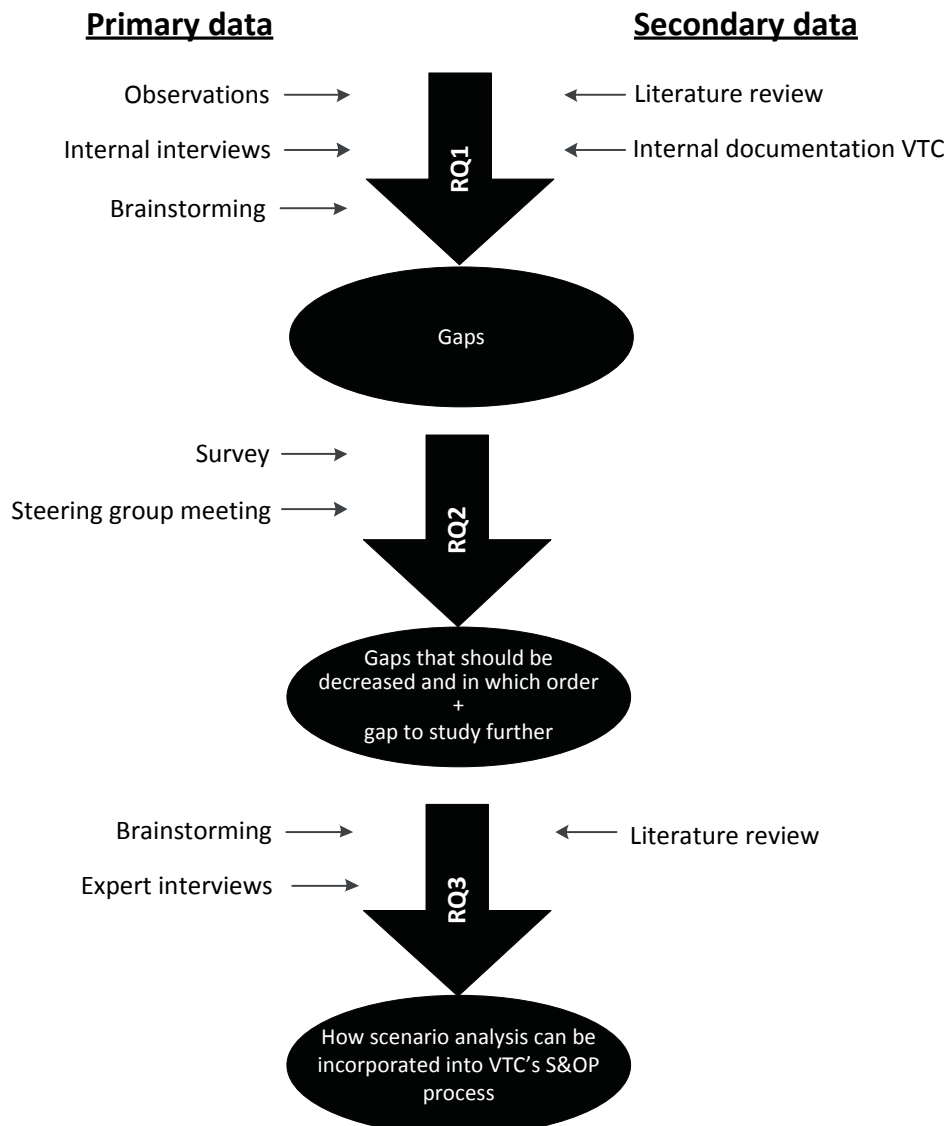 Primary data
Secondary data
Observations
Literature review
Internal interviews
Internal documentation VTC
Brainstorming
RQ1
Gaps
Survey
Steering group meeting
RQ2
Gaps that should be
decreased and in which order
+
gap to study further
Brainstorming
Literature review
Expert interviews
RQ3
How scenario analysis can be
incorporated into VTC's S&OP
process